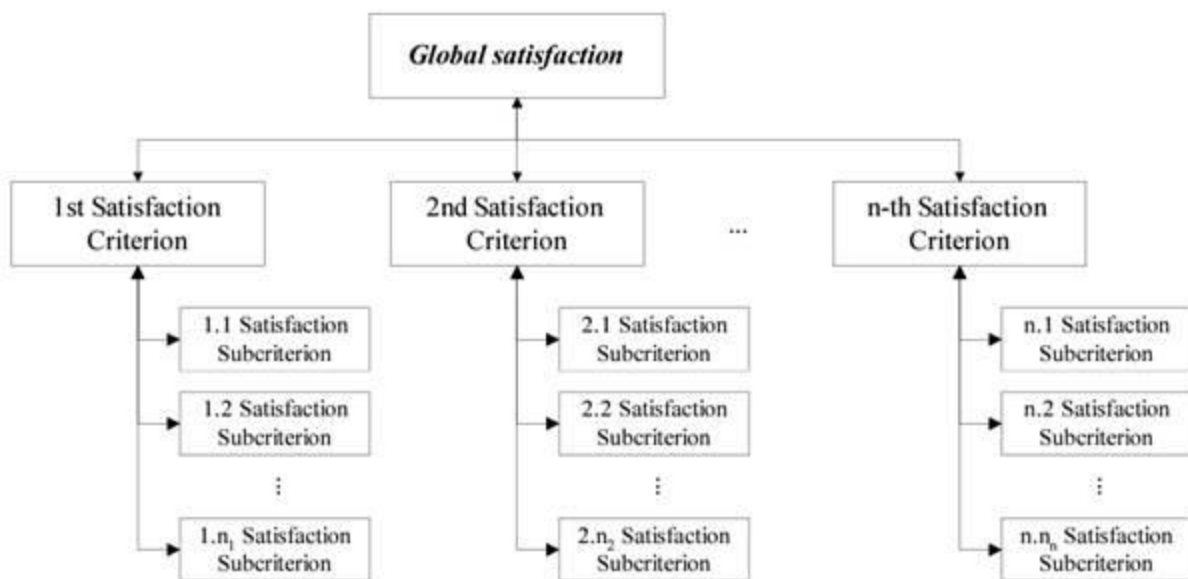 Global satisfaction
1st Satisfaction
Criterion
2nd Satisfaction
Criterion
...
n-th Satisfaction
Criterion
1.1 Satisfaction
Subcriterion
1.2 Satisfaction
Subcriterion
⋮
1.n₁ Satisfaction
Subcriterion
2.1 Satisfaction
Subcriterion
2.2 Satisfaction
Subcriterion
⋮
2.n₂ Satisfaction
Subcriterion
n.1 Satisfaction
Subcriterion
n.2 Satisfaction
Subcriterion
⋮
n.nₙ Satisfaction
Subcriterion